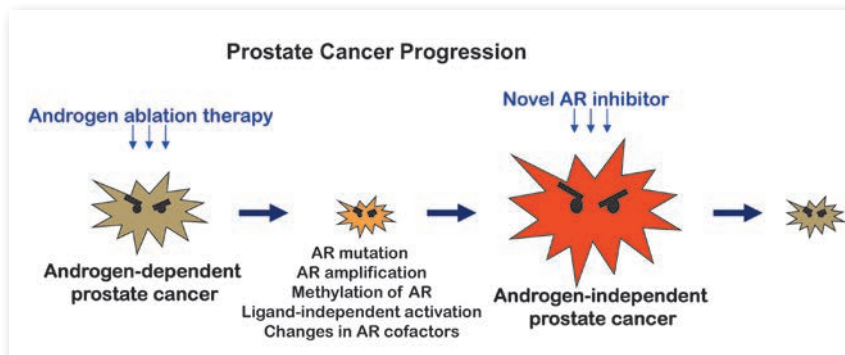 Prostate Cancer Progression
Androgen ablation therapy
Novel AR inhibitor
Androgen-dependent
prostate cancer
AR mutation
AR amplification
Methylation of AR
Ligand-independent activation
Changes in AR cofactors
Androgen-independent
prostate cancer